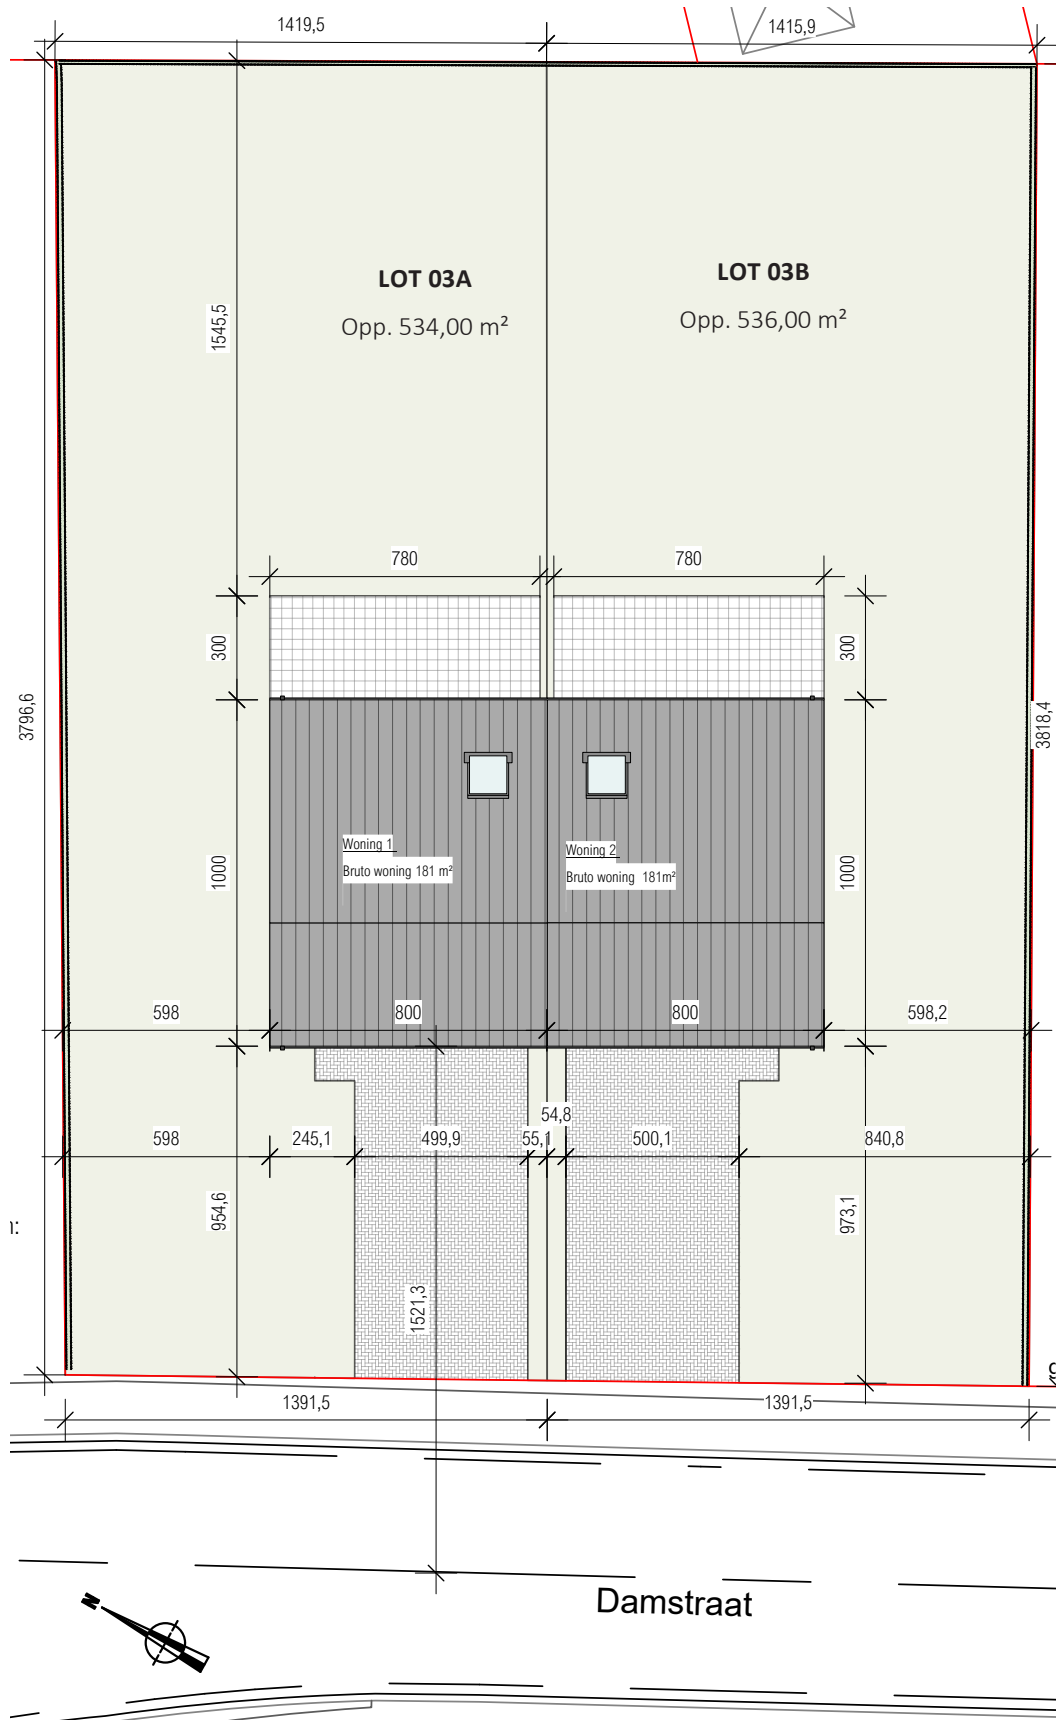 1419,5
1415,9
LOT 03A
LOT 03B
Opp. 534,00 m²
Opp. 536,00 m²
1545,5
780
780
300
300
3796,6
3818,4
Woning 1
Bruto woning 181 m²
Woning 2
Bruto woning 181m²
1000
1000
598
800
800
598,2
54,8
598
245,1
499,9
55,1
500,1
840,8
954,6
973,1
1521,3
1391,5
1391,5
Damstraat
N